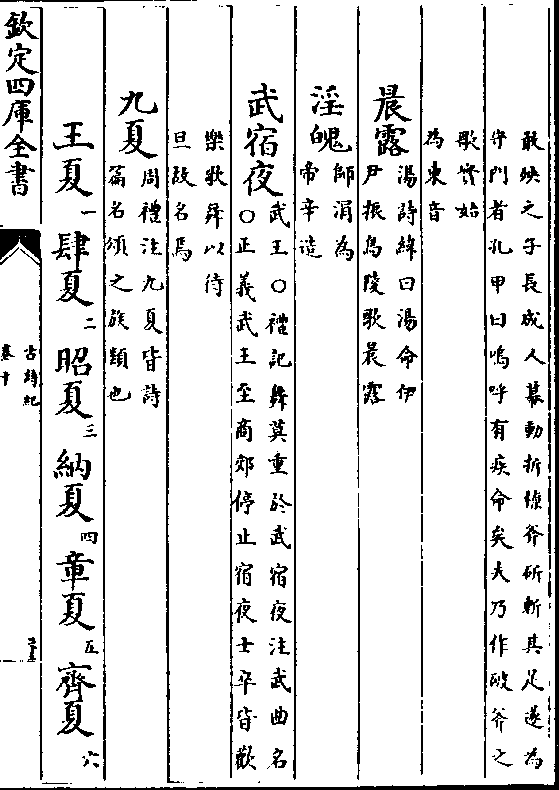 敢殃之子長成人幕動折㯠斧斫斬其足遂為
守門者孔甲曰嗚呼有疾命矣夫乃作破斧之
歌實始
為東音
晨露
湯詩緯曰湯命伊
尹振鳥陵歌晨露
淫魄
師涓為
帝辛造
武宿夜
武王○禮記舞莫重於武宿夜注武曲名
○正義武王至商郊停止宿夜士卒皆歡
樂歌舞以待
旦故名焉
九夏
周禮注九夏皆詩
篇名頌之族類也
王夏一肆夏二昭夏三納夏四章夏五齊夏六
欽定四庫全書
古詩紀
卷十